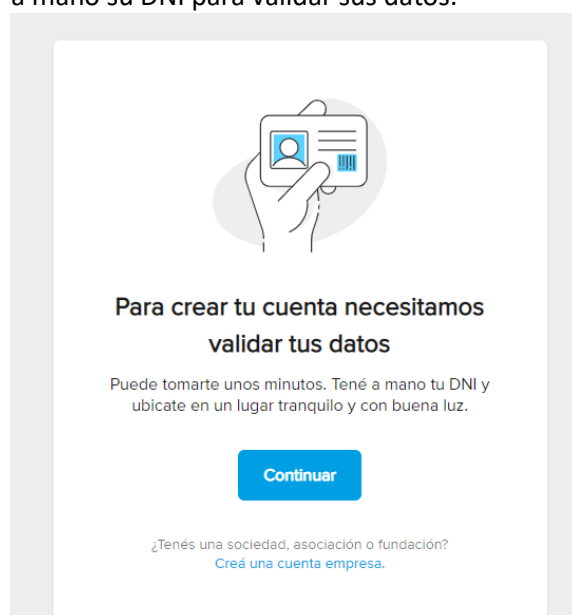 a mano su DNI para validar sus datos.
Para crear tu cuenta necesitamos
validar tus datos
Puede tomarte unos minutos. Tené a mano tu DNI y
ubicate en un lugar tranquilo y con buena luz.
Continuar
¿Tenés una sociedad, asociación o fundación?
Creá una cuenta empresa.